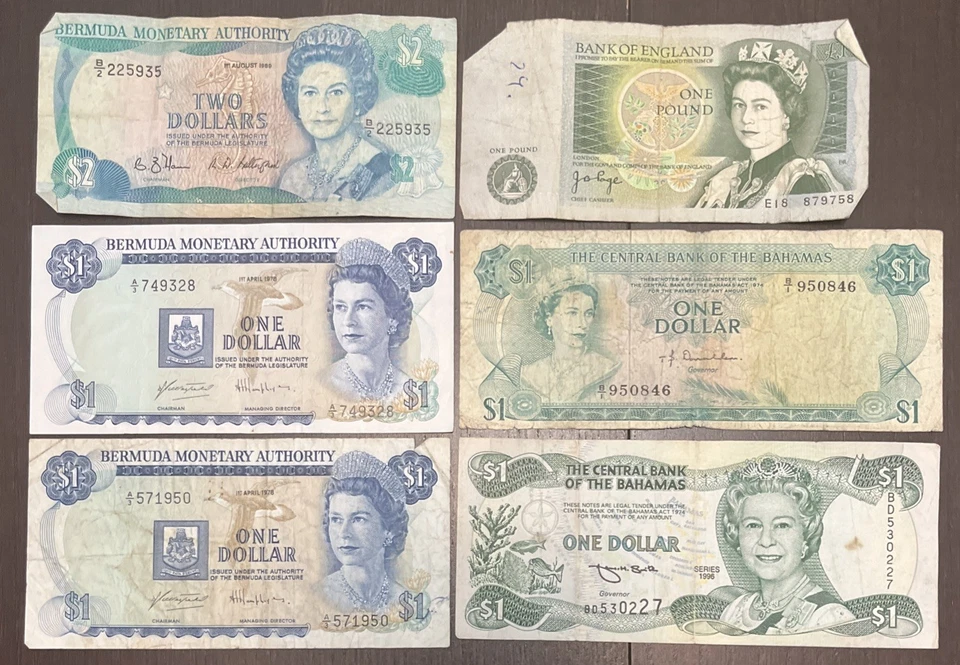 BERMUDA MONETARY AUTHORITY
$2
B/2 225935
1ST AUGUST 1989
TWO
DOLLARS
B/2 225935
ISSUED UNDER THE AUTHORITY
OF THE BERMUDA LEGISLATURE
$2
CHAIRMAN
$2
BANK OF ENGLAND
£1
I PROMISE TO PAY THE BEARER ON DEMAND THE SUM OF
29.
ONE
POUND
ONE POUND
LONDON
FOR THE GOV AND COMP OF THE BANK OF ENGLAND
CHIEF CASHIER
E18 879758
BERMUDA MONETARY AUTHORITY
$1
$1
1ST APRIL 1978
A/3 749328
ONE
DOLLAR
ISSUED UNDER THE AUTHORITY
OF THE BERMUDA LEGISLATURE
$1
CHAIRMAN
MANAGING DIRECTOR
A/3 749328
$1
THE CENTRAL BANK OF THE BAHAMAS
$1
$1
THESE NOTES ARE LEGAL TENDER UNDER
THE CENTRAL BANK OF THE BAHAMAS ACT 1974
FOR THE PAYMENT OF ANY AMOUNT
B/1 950846
ONE
DOLLAR
Governor
B/1 950846
$1
$1
BERMUDA MONETARY AUTHORITY
$1
$1
1ST APRIL 1978
A/3 571950
ONE
DOLLAR
ISSUED UNDER THE AUTHORITY
OF THE BERMUDA LEGISLATURE
$1
CHAIRMAN
MANAGING DIRECTOR
A/3 571950
$1
$1
THE CENTRAL BANK
OF THE BAHAMAS
$1
THESE NOTES ARE LEGAL TENDER UNDER THE
CENTRAL BANK OF THE BAHAMAS ACT 1974
FOR THE PAYMENT OF ANY AMOUNT
BD530227
ONE DOLLAR
SERIES
1996
Governor
BD530227
$1
$1